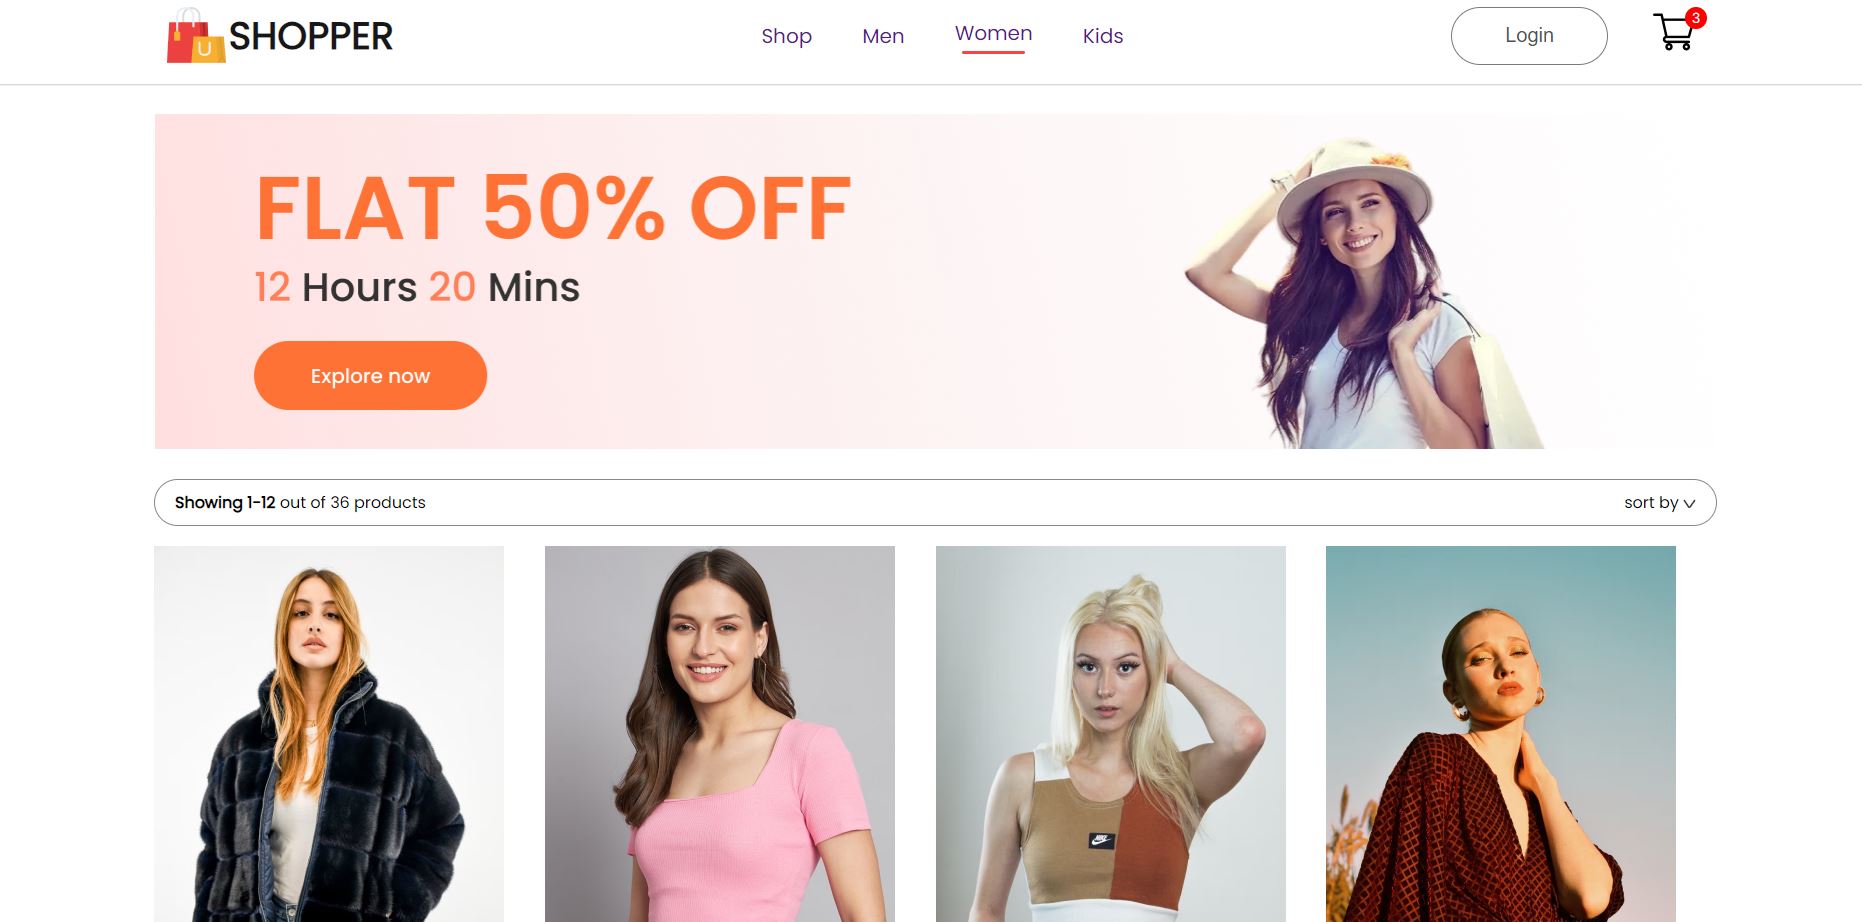 U SHOPPER
Shop
Men
Women
Kids
Login
3
FLAT 50% OFF
12 Hours 20 Mins
Explore now
Showing 1-12 out of 36 products
sort by
NIKE